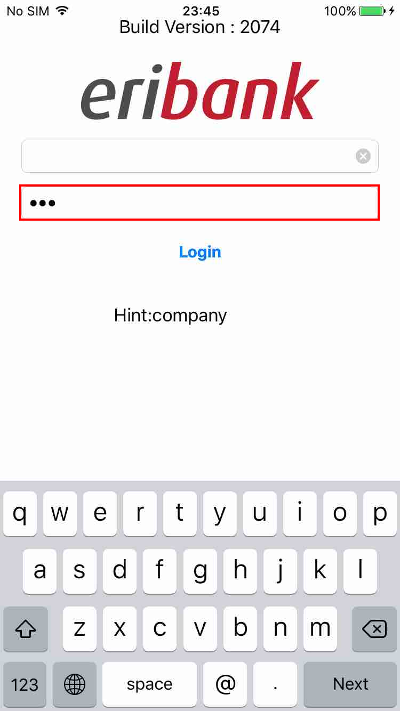 No SIM 23:45 100%
Build Version : 2074
eribank
•••
Login
Hint:company
q w e r t y u i o p
a s d f g h j k l
z x c v b n m
123 space @ . Next